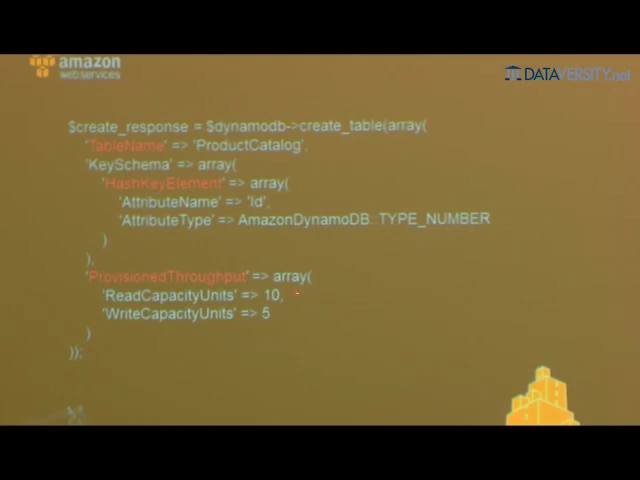 amazon
webservices
DATAVERSITY.net
$create_response = $dynamodb->create_table(array(
'TableName' => 'ProductCatalog',
'KeySchema' => array(
'HashKeyElement' => array(
'AttributeName' => 'Id',
'AttributeType' => AmazonDynamoDB::TYPE_NUMBER
)
),
'ProvisionedThroughput' => array(
'ReadCapacityUnits' => 10,
'WriteCapacityUnits' => 5
)
));